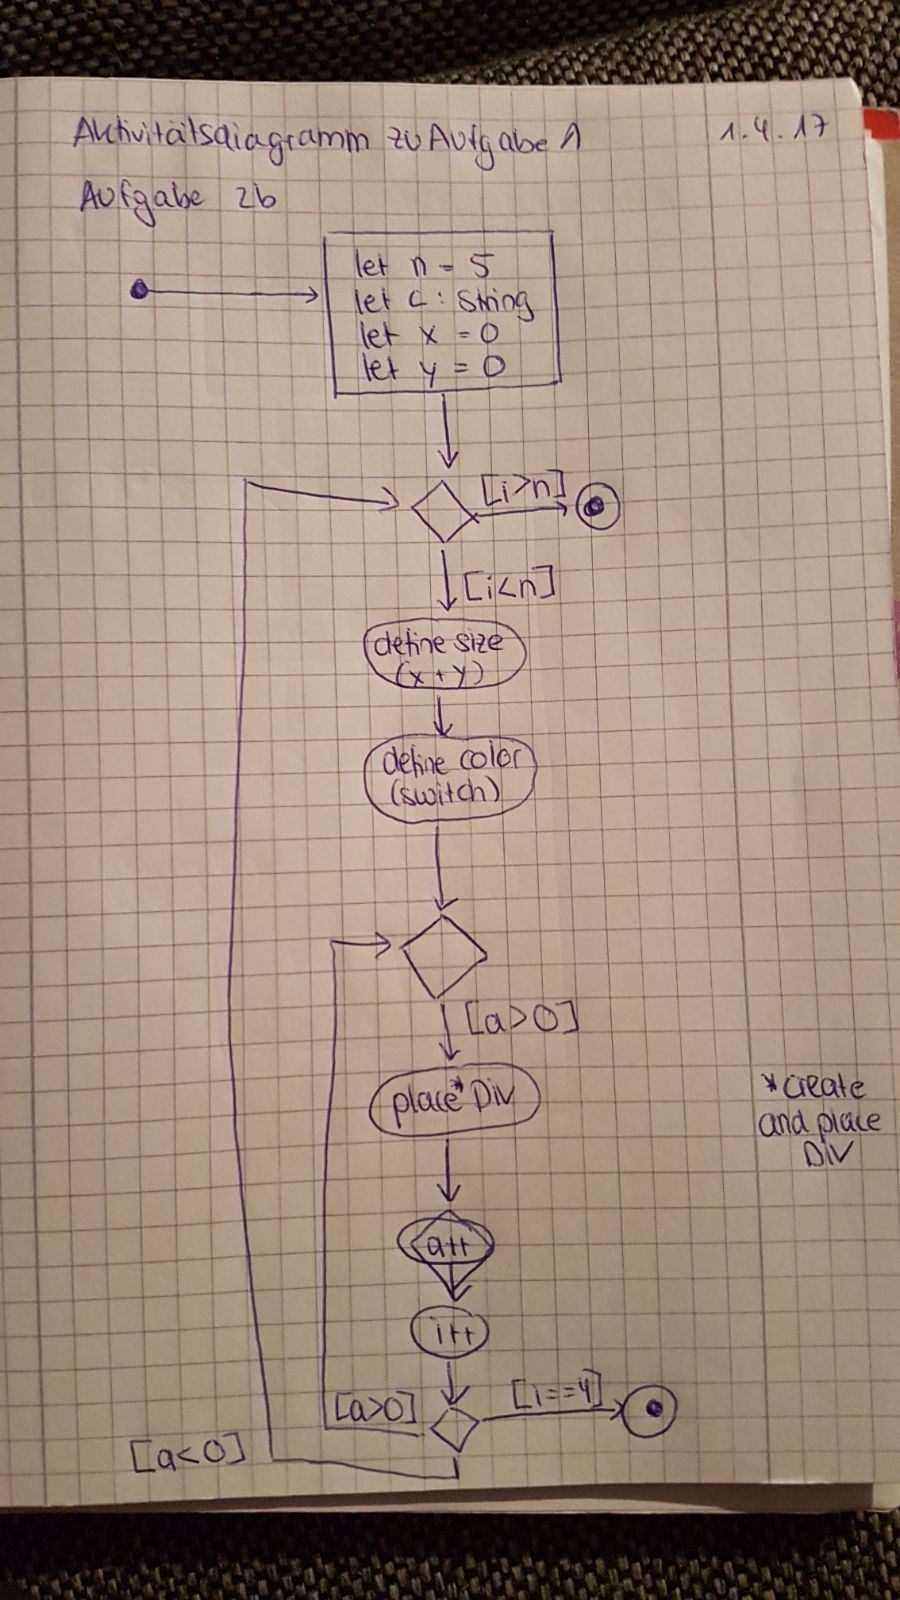 Aktivitätsdiagramm zu Aufgabe 1
1.4.17
Aufgabe 2b
let n = 5
let c : String
let x = 0
let y = 0
[i>n]
[i<n]
define size
(x + y)
define color
(switch)
[a>0]
place* Div
*create
and place
Div
a++
i++
[a>0]
[i==4]
[a<0]